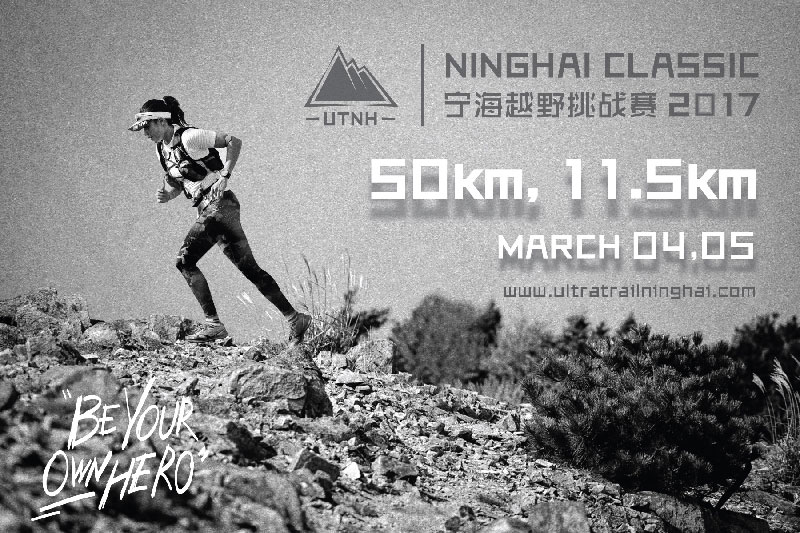 NINGHAI CLASSIC
宁海越野挑战赛 2017
UTNH
50km, 11.5km
MARCH 04,05
www.ultratrailninghai.com
"BE YOUR
OWN HERO"